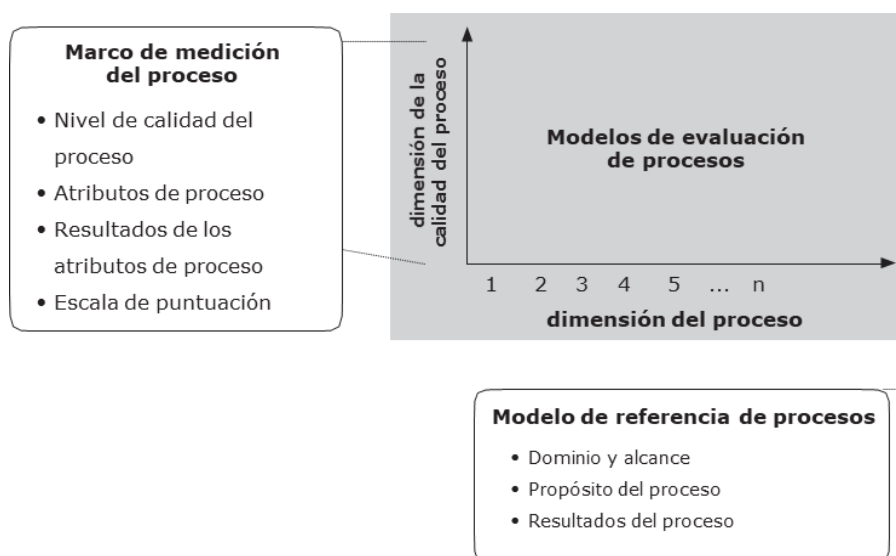 Marco de medición
del proceso
• Nivel de calidad del
proceso
• Atributos de proceso
• Resultados de los
atributos de proceso
• Escala de puntuación
dimensión de la
calidad del proceso
Modelos de evaluación
de procesos
1 2 3 4 5 ... n
dimensión del proceso
Modelo de referencia de procesos
• Dominio y alcance
• Propósito del proceso
• Resultados del proceso